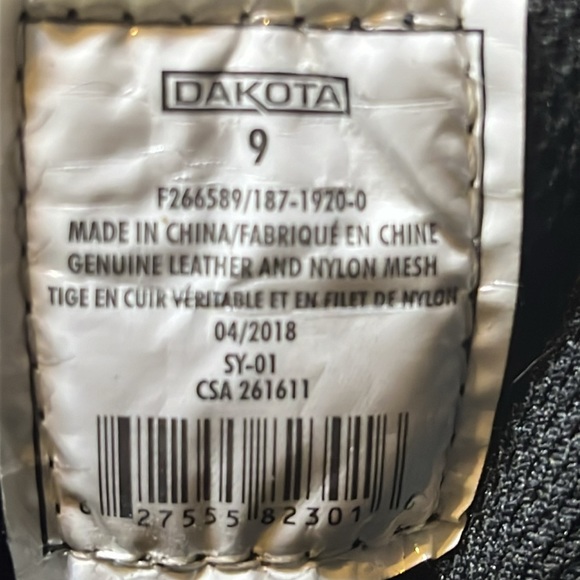 DAKOTA
9
F266589/187-1920-0
MADE IN CHINA/FABRIQUÉ EN CHINE
GENUINE LEATHER AND NYLON MESH
TIGE EN CUIR VÉRITABLE ET EN FILET DE NYLON
04/2018
SY-01
CSA 261611
27555 82301 6